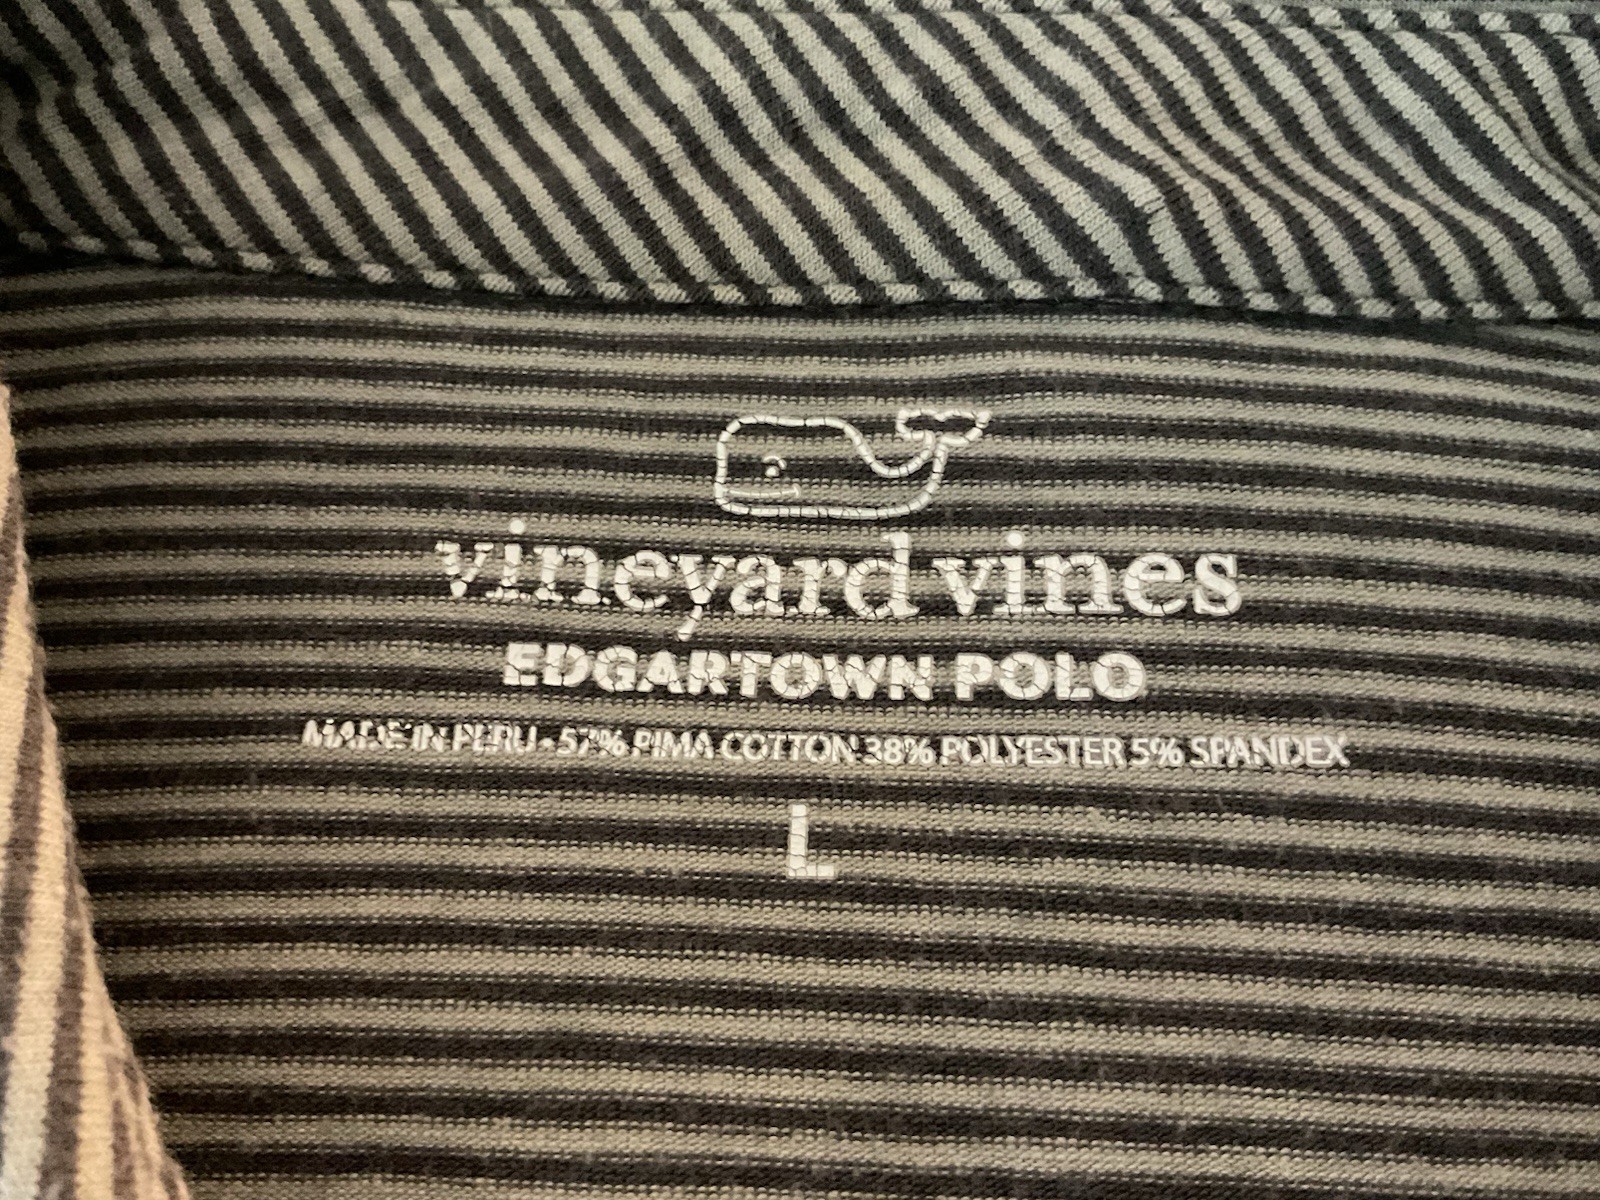 vineyard vines
EDGARTOWN POLO
MADE IN PERU - 57% PIMA COTTON 38% POLYESTER 5% SPANDEX
L